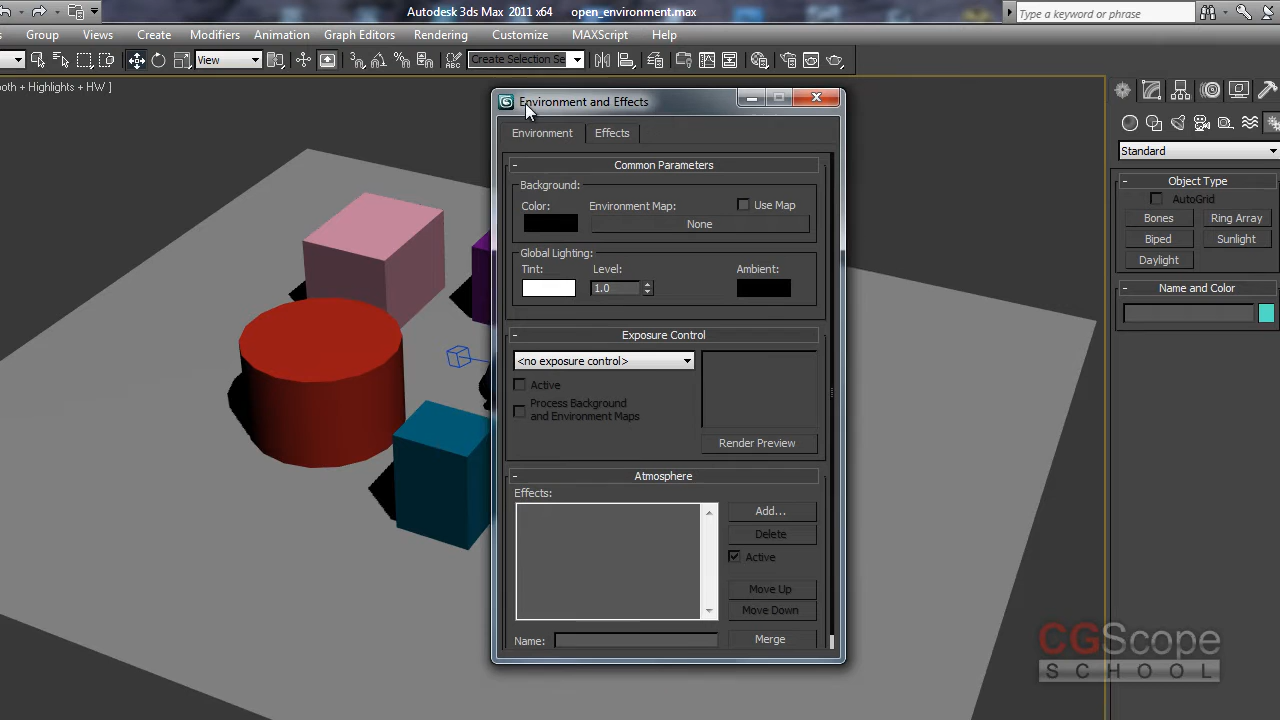 Autodesk 3ds Max 2011 x64 open_environment.max
Type a keyword or phrase
Group Views Create Modifiers Animation Graph Editors Rendering Customize MAXScript Help
View
Create Selection Se
oth + Highlights + HW ]
Environment and Effects
Environment Effects
- Common Parameters
Background:
Color: Environment Map: Use Map
None
Global Lighting:
Tint: Level: Ambient:
1.0
- Exposure Control
<no exposure control>
Active
Process Background
and Environment Maps
Render Preview
- Atmosphere
Effects:
Add...
Delete
Active
Move Up
Move Down
Name:
Merge
Standard
- Object Type
AutoGrid
Bones Ring Array
Biped Sunlight
Daylight
- Name and Color
CGScope
SCHOOL